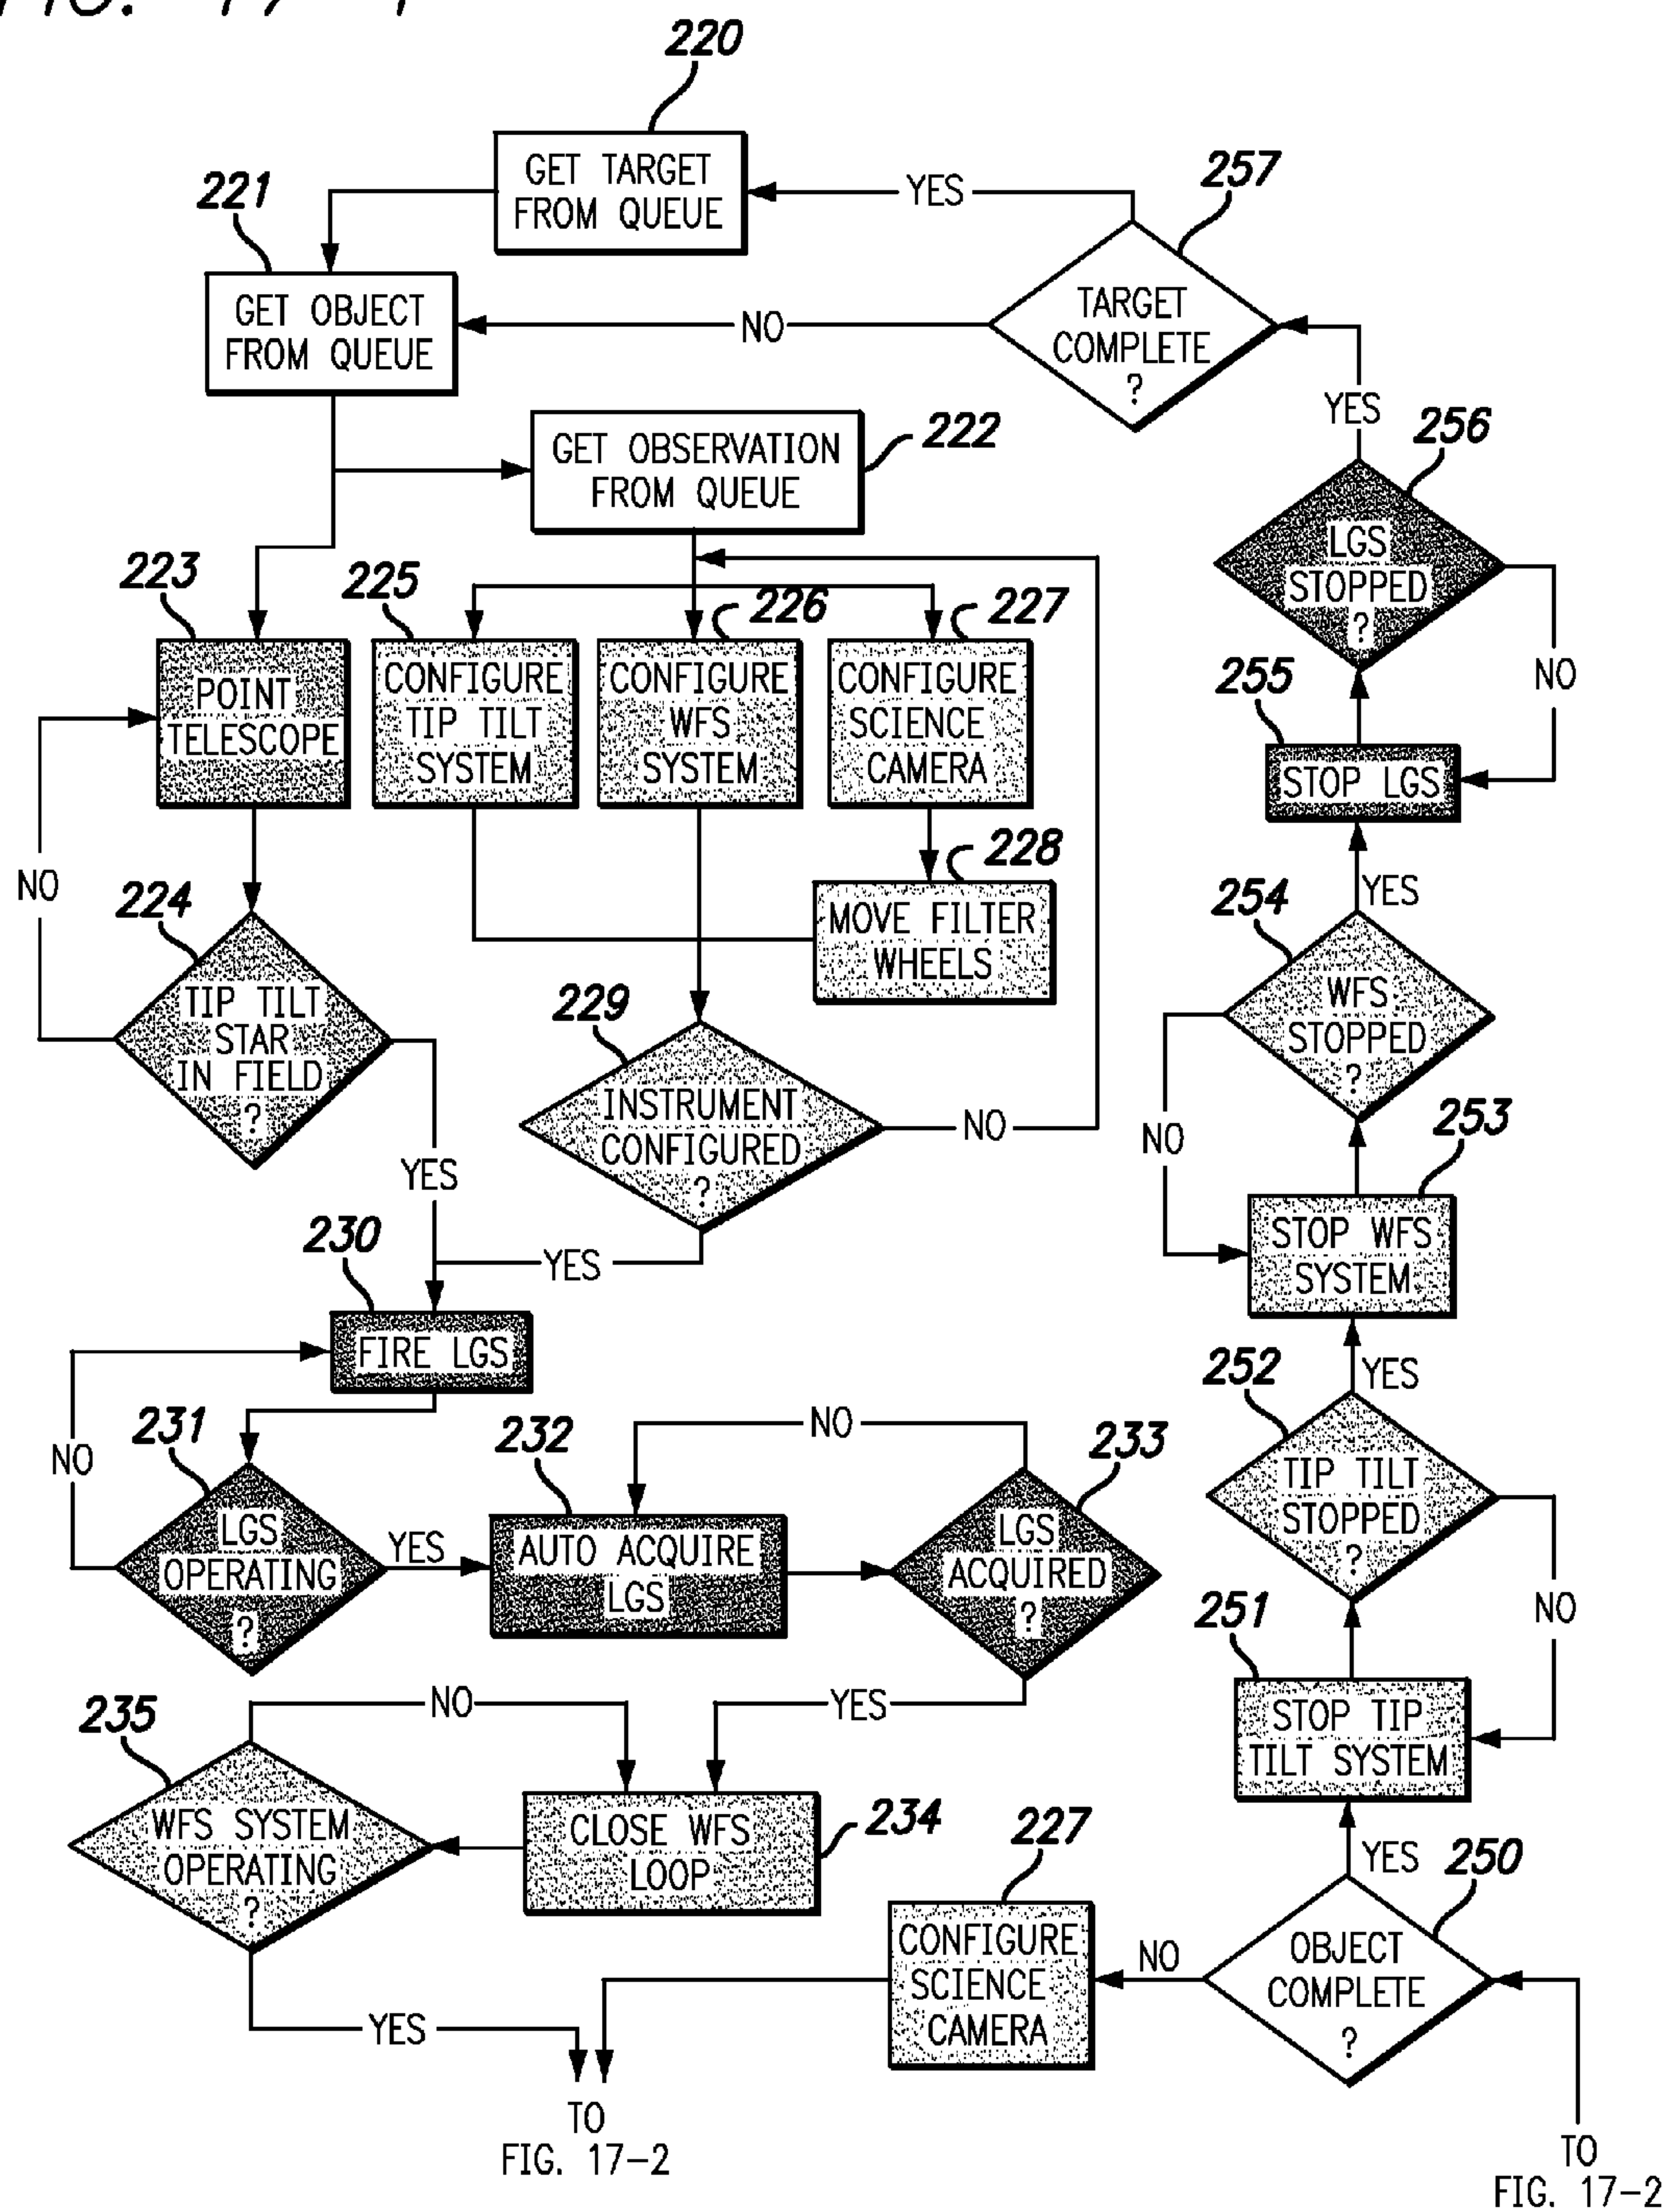 FIG. 17-1
220
GET TARGET
FROM QUEUE
YES
257
221
GET OBJECT
FROM QUEUE
NO
TARGET
COMPLETE
?
YES
GET OBSERVATION
FROM QUEUE
222
256
LGS
STOPPED
?
NO
223
225
226
227
POINT
TELESCOPE
CONFIGURE
TIP TILT
SYSTEM
CONFIGURE
WFS
SYSTEM
CONFIGURE
SCIENCE
CAMERA
255
STOP LGS
NO
228
MOVE FILTER
WHEELS
YES
224
TIP TILT
STAR
IN FIELD
?
254
WFS
STOPPED
?
NO
229
INSTRUMENT
CONFIGURED
?
NO
YES
253
STOP WFS
SYSTEM
230
YES
FIRE LGS
YES
252
TIP TILT
STOPPED
?
NO
NO
231
LGS
OPERATING
?
YES
232
AUTO ACQUIRE
LGS
NO
233
LGS
ACQUIRED
?
251
STOP TIP
TILT SYSTEM
235
NO
YES
WFS SYSTEM
OPERATING
?
CLOSE WFS
LOOP
234
227
YES
250
CONFIGURE
SCIENCE
CAMERA
NO
OBJECT
COMPLETE
?
YES
TO
FIG. 17-2
TO
FIG. 17-2